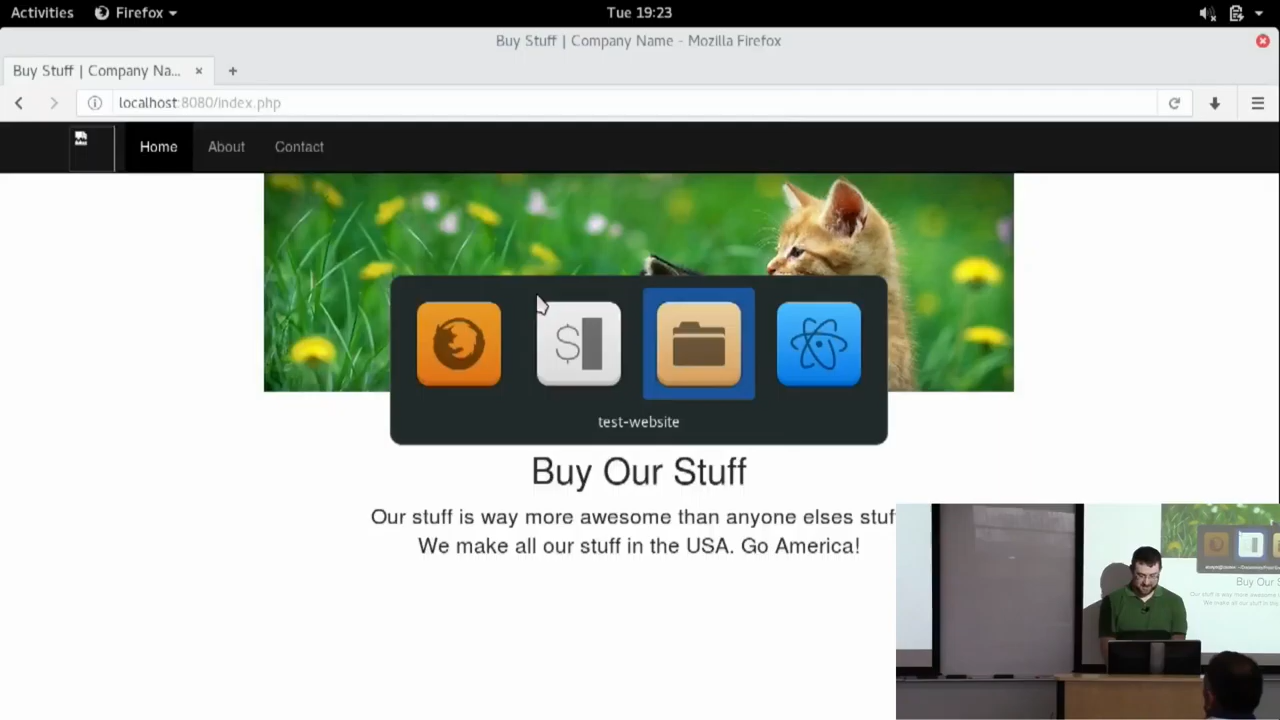 Activities Firefox Tue 19:23
Buy Stuff | Company Name - Mozilla Firefox
Buy Stuff | Company Na... × +
localhost:8080/index.php
Home About Contact
$
test-website
Buy Our Stuff
Our stuff is way more awesome than anyone elses stuf
We make all our stuff in the USA. Go America!
Buy Our S